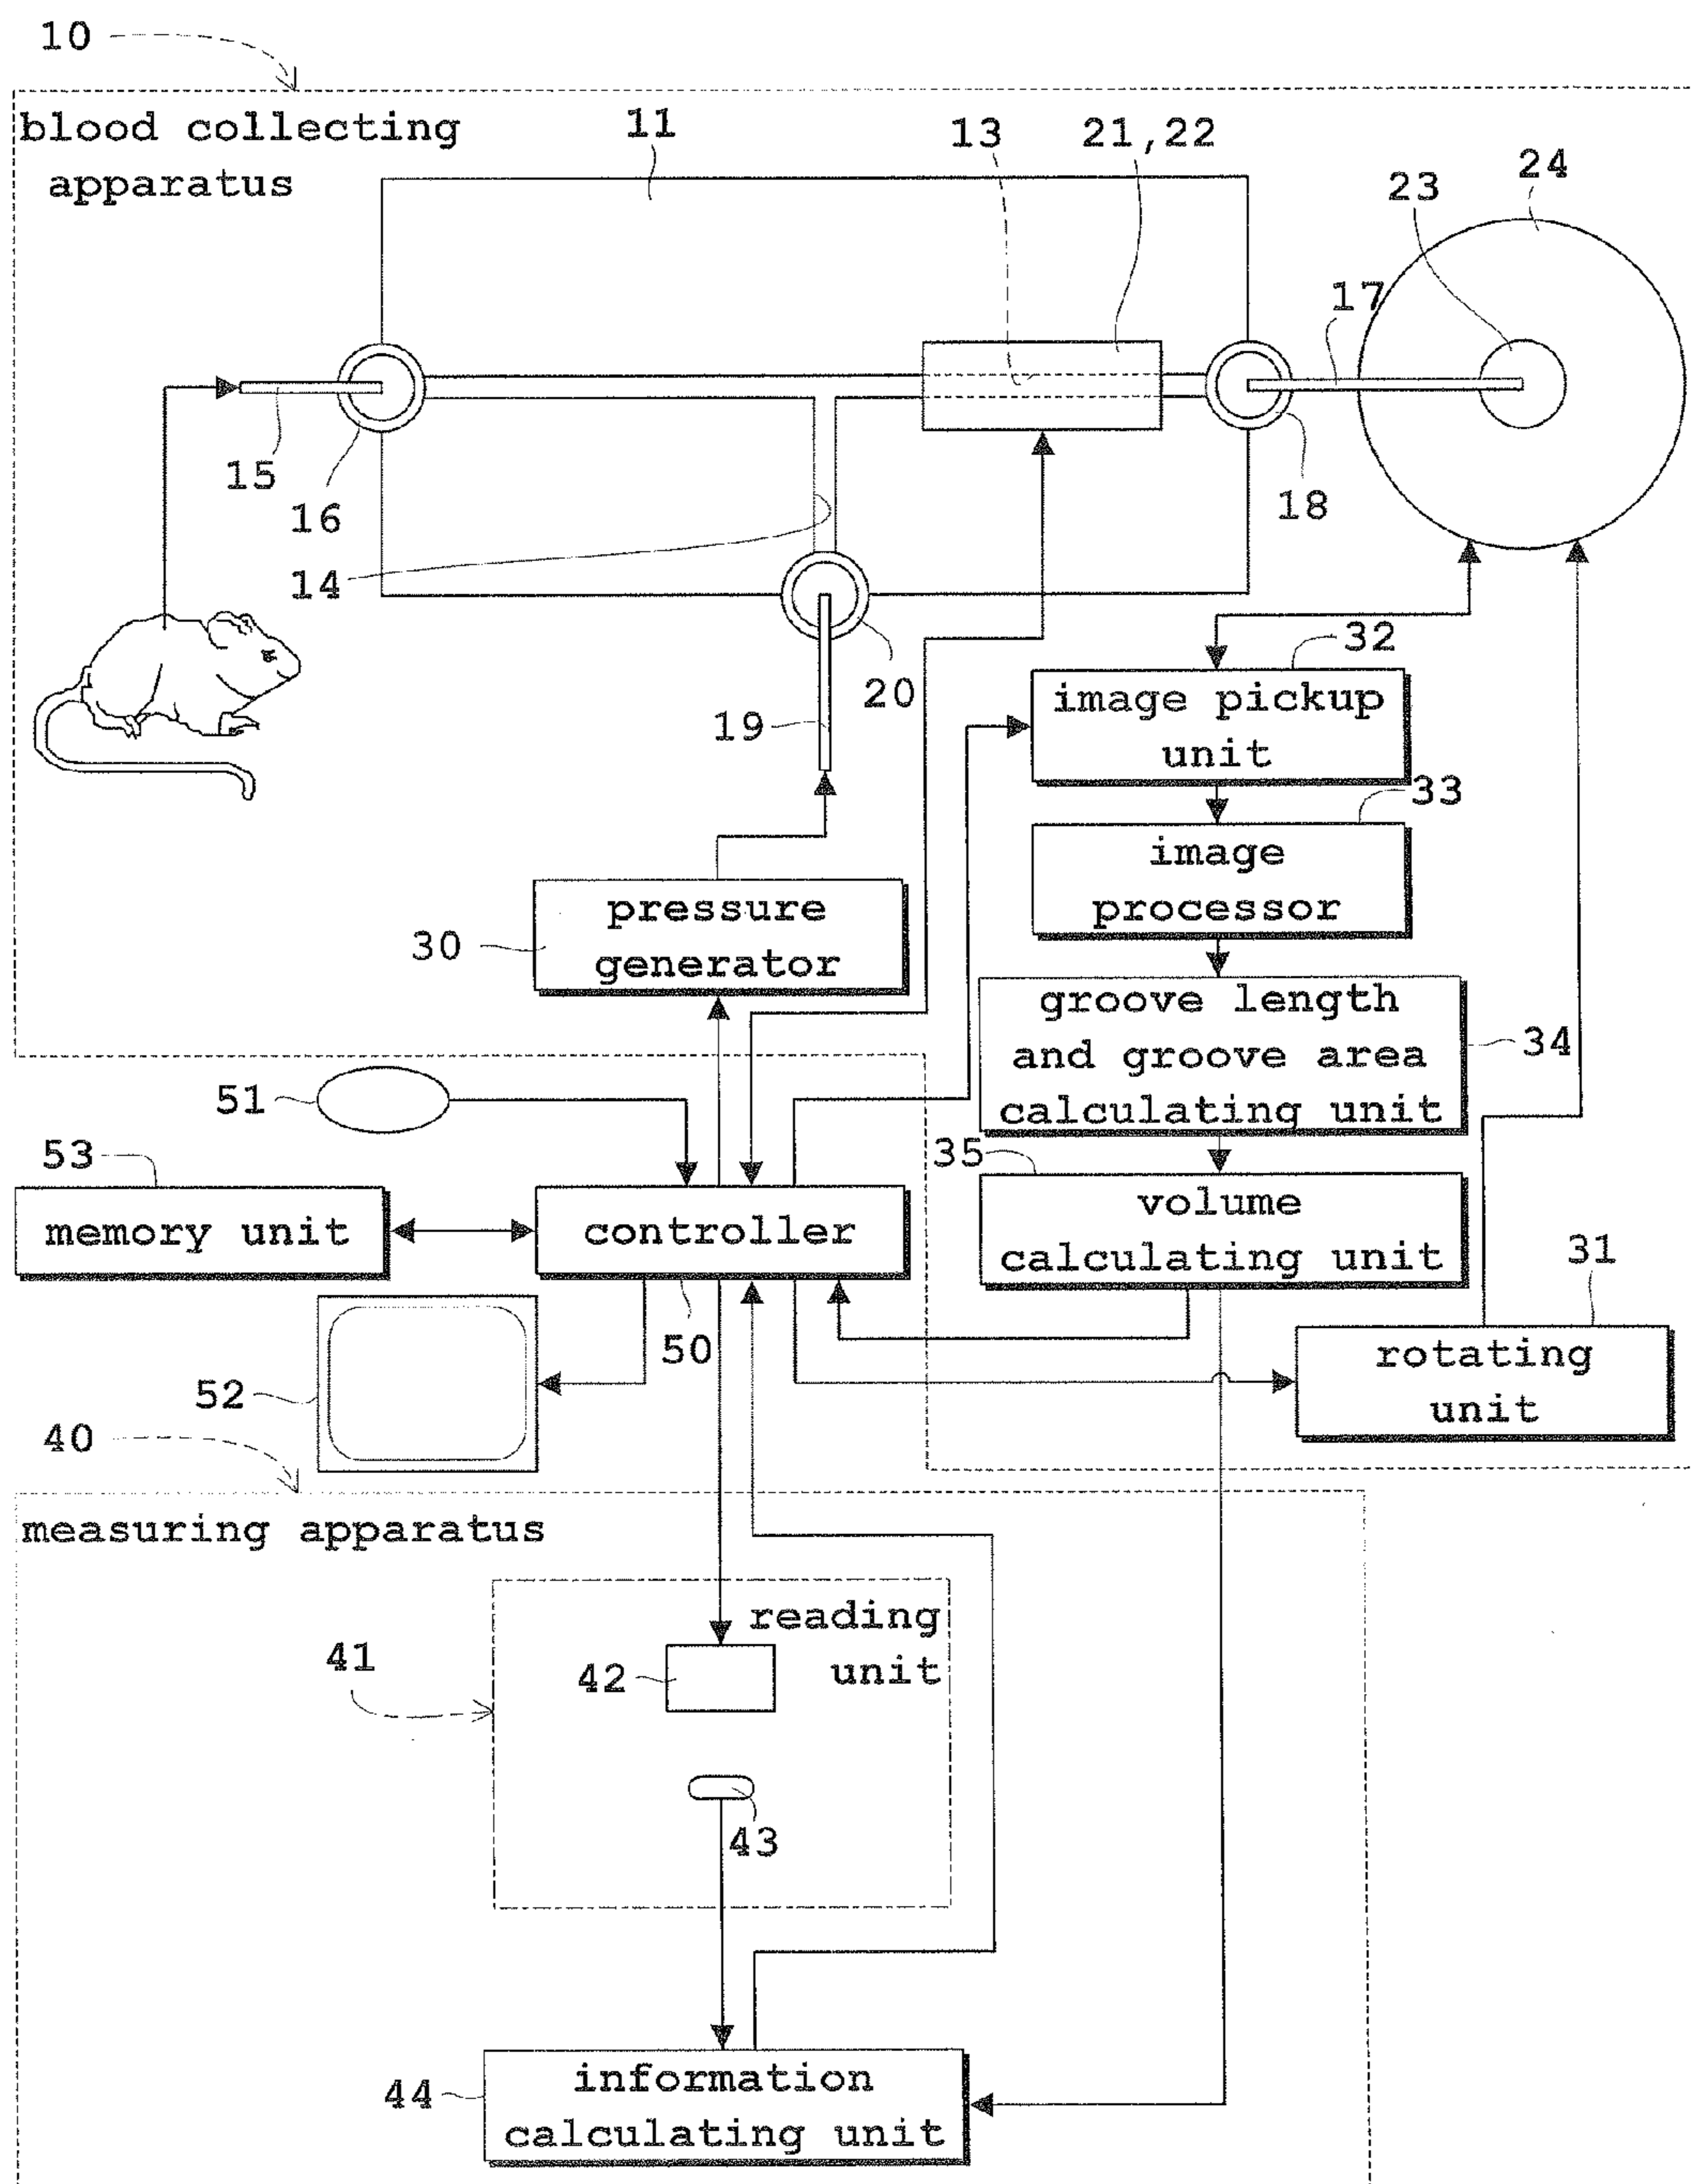 10
blood collecting
apparatus
11
13
21,22
23
24
17
15
16
18
14
20
19
32
image pickup
unit
33
image
processor
30
pressure
generator
groove length
and groove area
calculating unit
34
51
53
35
memory unit
controller
volume
calculating unit
31
50
52
rotating
unit
40
measuring apparatus
reading
unit
41
42
43
44
information
calculating unit